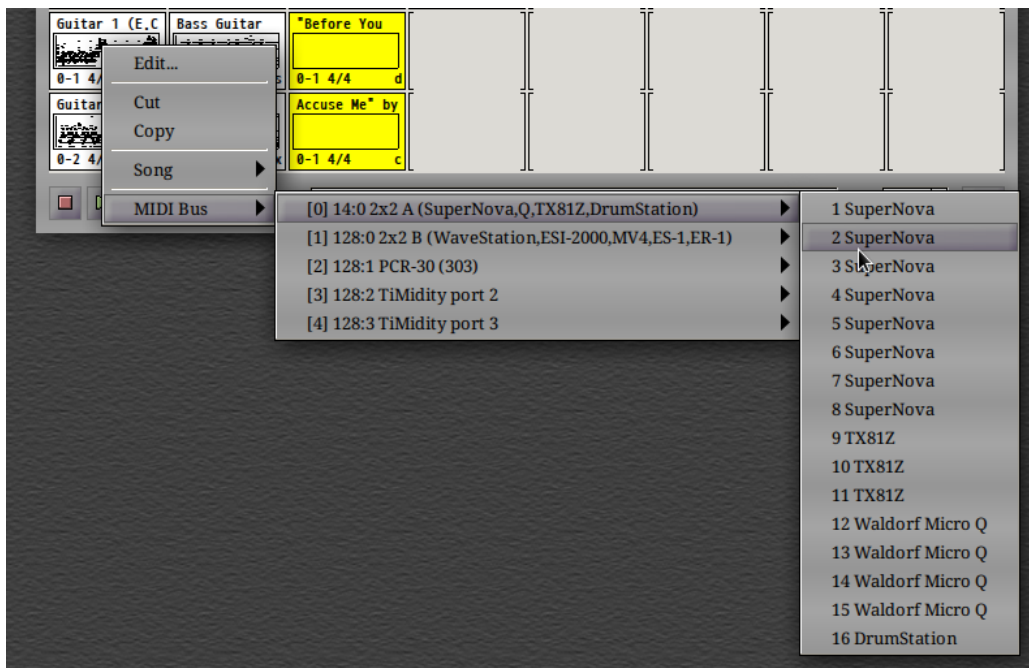 Guitar 1 (E,C
Bass Guitar
"Before You
0-1 4/
s
0-1 4/4 d
Guitar
Accuse Me" by
0-2 4/
x
0-1 4/4 c
Edit...
Cut
Copy
Song
MIDI Bus
[0] 14:0 2x2 A (SuperNova,Q,TX81Z,DrumStation)
[1] 128:0 2x2 B (WaveStation,ESI-2000,MV4,ES-1,ER-1)
[2] 128:1 PCR-30 (303)
[3] 128:2 TiMidity port 2
[4] 128:3 TiMidity port 3
1 SuperNova
2 SuperNova
3 SuperNova
4 SuperNova
5 SuperNova
6 SuperNova
7 SuperNova
8 SuperNova
9 TX81Z
10 TX81Z
11 TX81Z
12 Waldorf Micro Q
13 Waldorf Micro Q
14 Waldorf Micro Q
15 Waldorf Micro Q
16 DrumStation